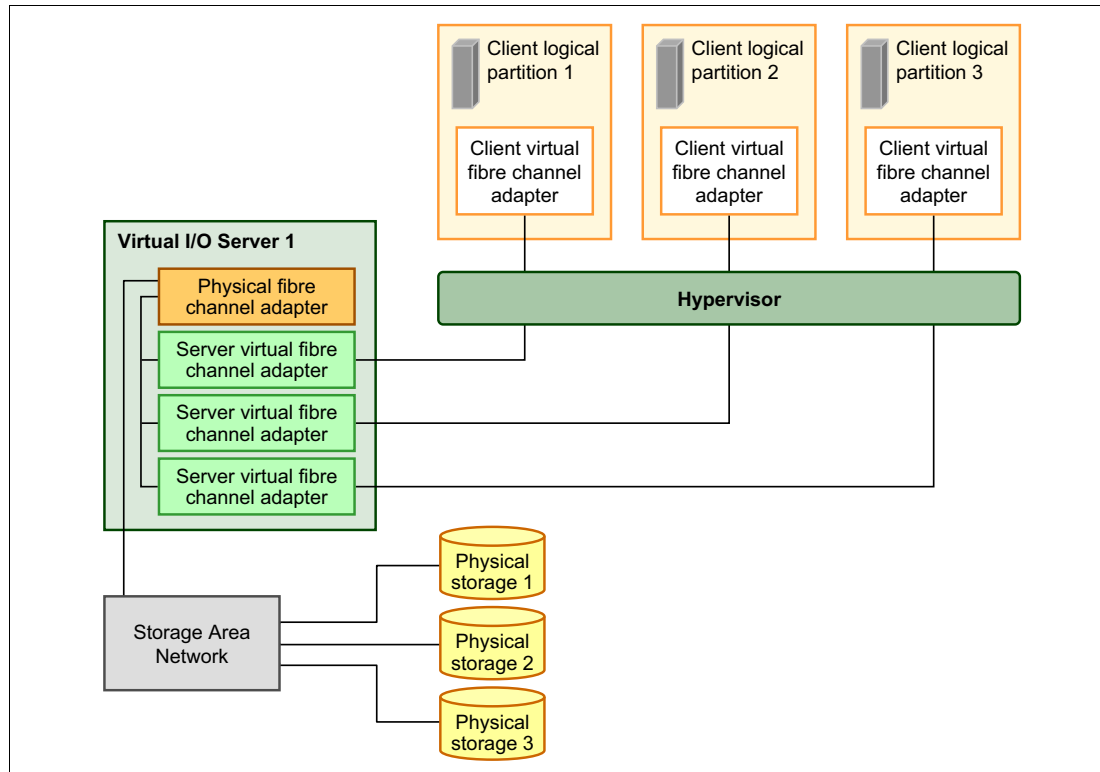 Client logical
partition 1
Client logical
partition 2
Client logical
partition 3
Client virtual
fibre channel
adapter
Client virtual
fibre channel
adapter
Client virtual
fibre channel
adapter
Virtual I/O Server 1
Physical fibre
channel adapter
Hypervisor
Server virtual fibre
channel adapter
Server virtual fibre
channel adapter
Server virtual fibre
channel adapter
Physical
storage 1
Storage Area
Network
Physical
storage 2
Physical
storage 3